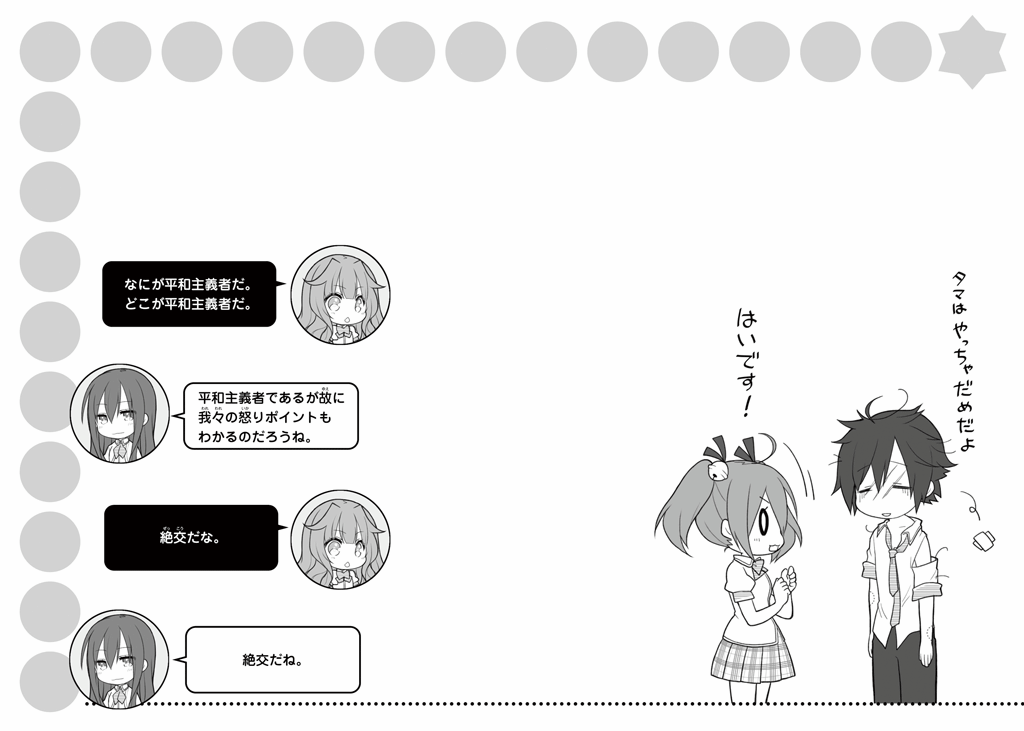 なにが平和主義者だ。
どこが平和主義者だ。
平和主義者であるが故に
我々の怒りポイントも
わかるのだろうね。
絶交だな。
絶交だね。
タマはやっちゃだめだよ
はいです!